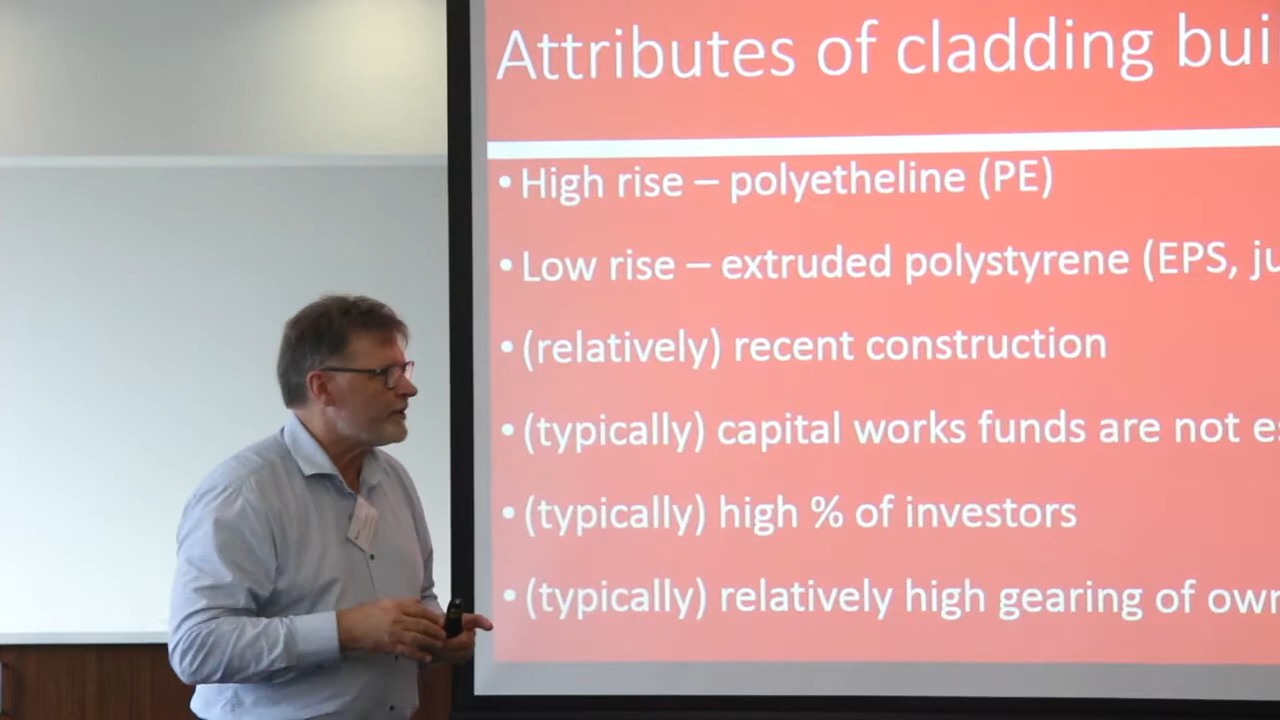 Attributes of cladding bui
• High rise – polyetheline (PE)
• Low rise – extruded polystyrene (EPS, ju
• (relatively) recent construction
• (typically) capital works funds are not es
• (typically) high % of investors
• (typically) relatively high gearing of own